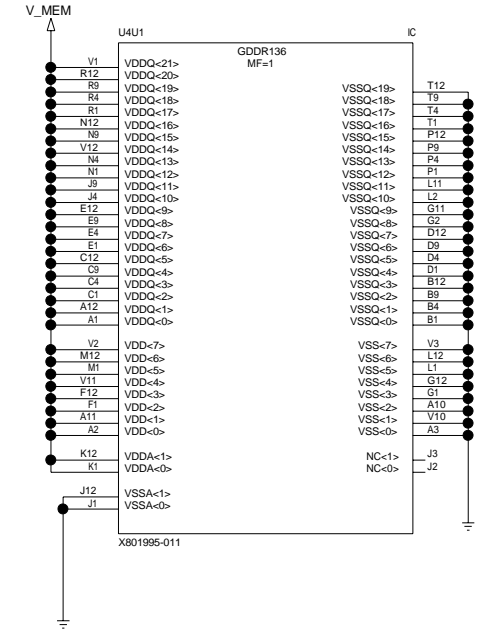 V_MEM
U4U1 IC
GDDR136
MF=1
V1 VDDQ<21>
R12 VDDQ<20>
R9 VDDQ<19> VSSQ<19> T12
R4 VDDQ<18> VSSQ<18> T9
R1 VDDQ<17> VSSQ<17> T4
N12 VDDQ<16> VSSQ<16> T1
N9 VDDQ<15> VSSQ<15> P12
V12 VDDQ<14> VSSQ<14> P9
N4 VDDQ<13> VSSQ<13> P4
N1 VDDQ<12> VSSQ<12> P1
J9 VDDQ<11> VSSQ<11> L11
J4 VDDQ<10> VSSQ<10> L2
E12 VDDQ<9> VSSQ<9> G11
E9 VDDQ<8> VSSQ<8> G2
E4 VDDQ<7> VSSQ<7> D12
E1 VDDQ<6> VSSQ<6> D9
C12 VDDQ<5> VSSQ<5> D4
C9 VDDQ<4> VSSQ<4> D1
C4 VDDQ<3> VSSQ<3> B12
C1 VDDQ<2> VSSQ<2> B9
A12 VDDQ<1> VSSQ<1> B4
A1 VDDQ<0> VSSQ<0> B1
V2 VDD<7> VSS<7> V3
M12 VDD<6> VSS<6> L12
M1 VDD<5> VSS<5> L1
V11 VDD<4> VSS<4> G12
F12 VDD<3> VSS<3> G1
F1 VDD<2> VSS<2> A10
A11 VDD<1> VSS<1> V10
A2 VDD<0> VSS<0> A3
K12 VDDA<1> NC<1> J3
K1 VDDA<0> NC<0> J2
J12 VSSA<1>
J1 VSSA<0>
X801995-011